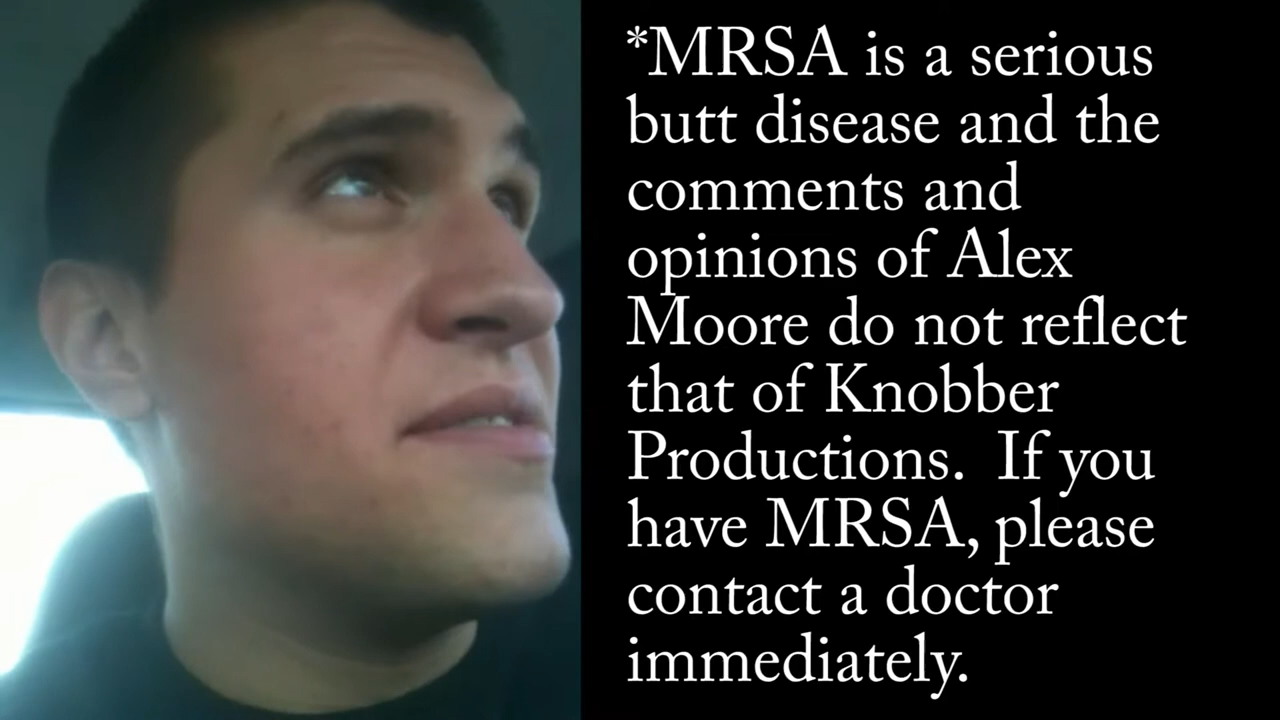 *MRSA is a serious
butt disease and the
comments and
opinions of Alex
Moore do not reflect
that of Knobber
Productions.  If you
have MRSA, please
contact a doctor
immediately.